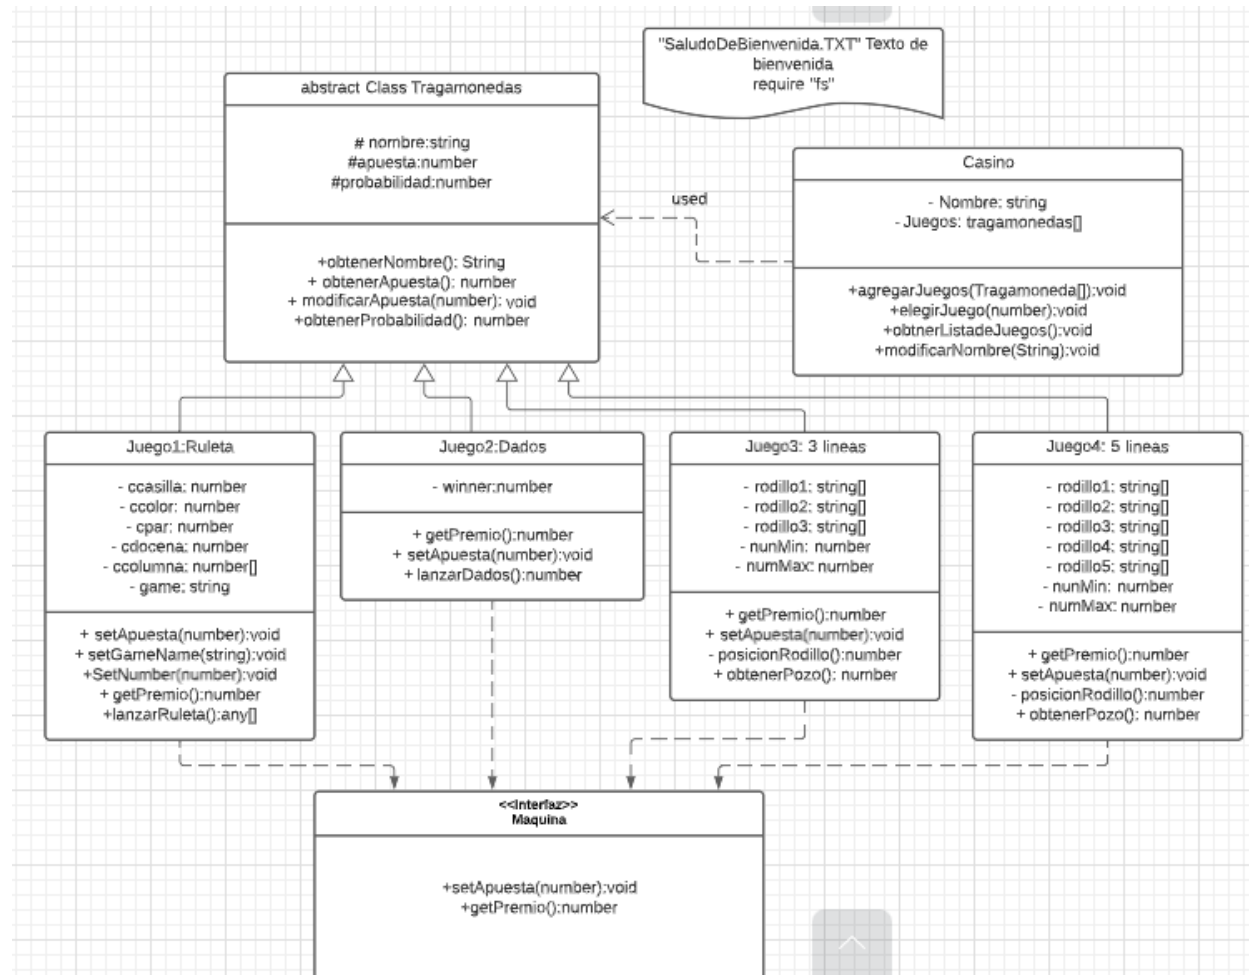 "SaludoDeBienvenida.TXT" Texto de
bienvenida
require "fs"
abstract Class Tragamonedas
# nombre:string
#apuesta:number
#probabilidad:number
+obtenerNombre(): String
+ obtenerApuesta(): number
+ modificarApuesta(number): void
+obtenerProbabilidad(): number
used
Casino
- Nombre: string
- Juegos: tragamonedas[]
+agregarJuegos(Tragamoneda[]):void
+elegirJuego(number):void
+obtnerListadeJuegos():void
+modificarNombre(String):void
Juego1:Ruleta
- ccasilla: number
- ccolor: number
- cpar: number
- cdocena: number
- ccolumna: number[]
- game: string
+ setApuesta(number):void
+ setGameName(string):void
+SetNumber(number):void
+ getPremio():number
+lanzarRuleta():any[]
Juego2:Dados
- winner:number
+ getPremio():number
+ setApuesta(number):void
+ lanzarDados():number
Juego3: 3 lineas
- rodillo1: string[]
- rodillo2: string[]
- rodillo3: string[]
- nunMin: number
- numMax: number
+ getPremio():number
+ setApuesta(number):void
- posicionRodillo():number
+ obtenerPozo(): number
Juego4: 5 lineas
- rodillo1: string[]
- rodillo2: string[]
- rodillo3: string[]
- rodillo4: string[]
- rodillo5: string[]
- nunMin: number
- numMax: number
+ getPremio():number
+ setApuesta(number):void
- posicionRodillo():number
+ obtenerPozo(): number
<<Interfaz>>
Maquina
+setApuesta(number):void
+getPremio():number